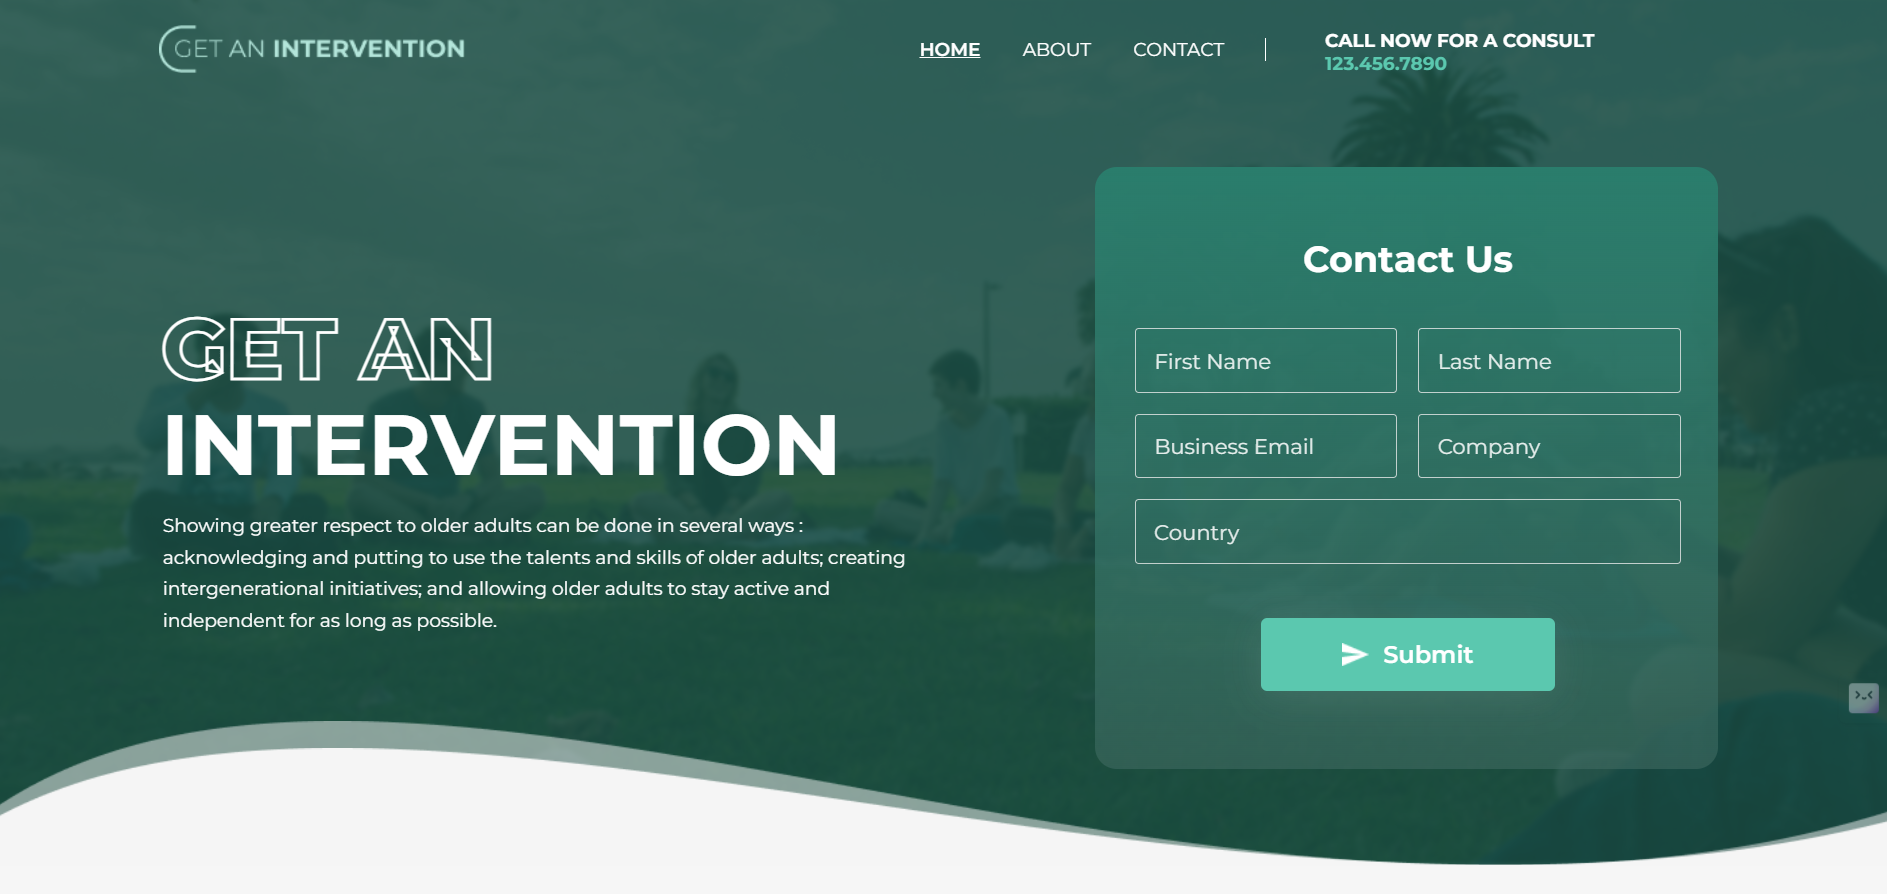 GET AN INTERVENTION
HOME ABOUT CONTACT
CALL NOW FOR A CONSULT
123.456.7890
GET AN
INTERVENTION
Showing greater respect to older adults can be done in several ways :
acknowledging and putting to use the talents and skills of older adults; creating
intergenerational initiatives; and allowing older adults to stay active and
independent for as long as possible.
Contact Us
First Name
Last Name
Business Email
Company
Country
Submit